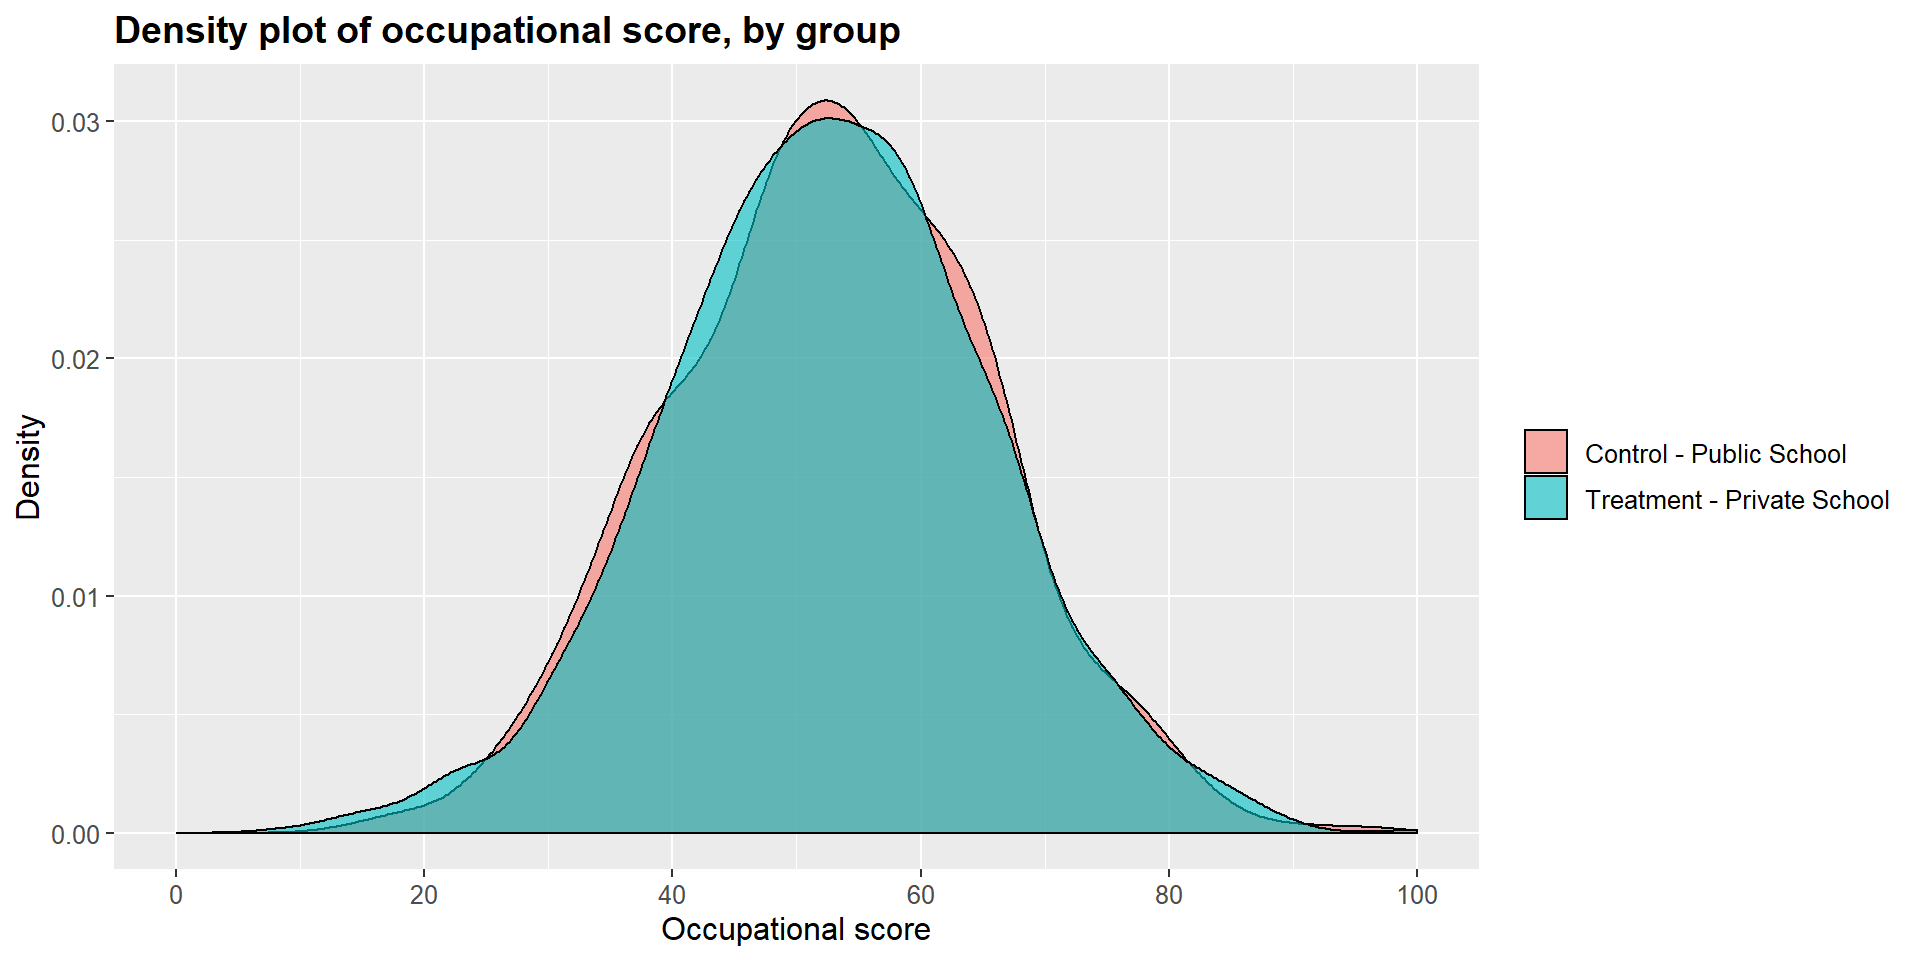 Density plot of occupational score, by group
0.03
0.02
0.01
0.00
Density
0 20 40 60 80 100
Occupational score
Control - Public School
Treatment - Private School